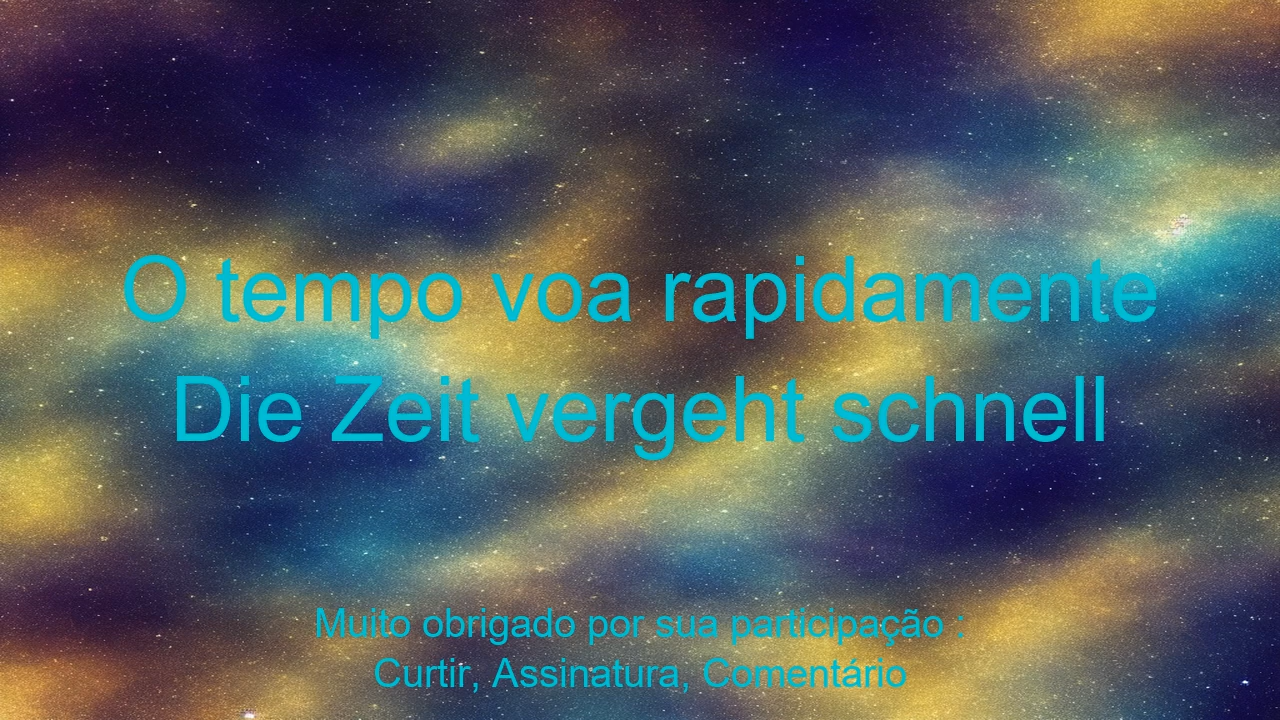 O tempo voa rapidamente
Die Zeit vergeht schnell
Muito obrigado por sua participação :
Curtir, Assinatura, Comentário